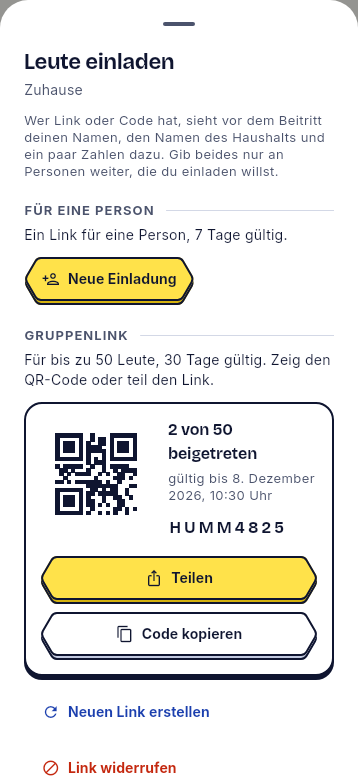 Leute einladen
Zuhause
Wer Link oder Code hat, sieht vor dem Beitritt
deinen Namen, den Namen des Haushalts und
ein paar Zahlen dazu. Gib beides nur an
Personen weiter, die du einladen willst.
FÜR EINE PERSON
Ein Link für eine Person, 7 Tage gültig.
Neue Einladung
GRUPPENLINK
Für bis zu 50 Leute, 30 Tage gültig. Zeig den
QR-Code oder teil den Link.
2 von 50
beigetreten
gültig bis 8. Dezember
2026, 10:30 Uhr
HUMM4825
Teilen
Code kopieren
Neuen Link erstellen
Link widerrufen